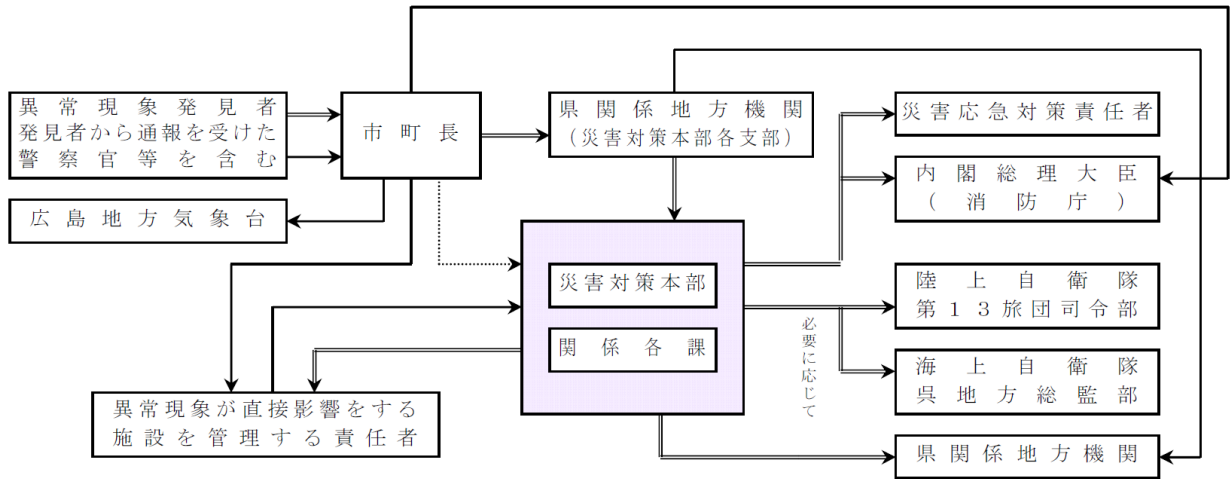 異常現象発見者
発見者から通報を受けた
警察官等を含む
市町長
県関係地方機関
（災害対策本部各支部）
災害応急対策責任者
内閣総理大臣
（消防庁）
広島地方気象台
災害対策本部
関係各課
陸上自衛隊
第１３旅団司令部
必要に応じて
海上自衛隊
呉地方総監部
異常現象が直接影響をする
施設を管理する責任者
県関係地方機関